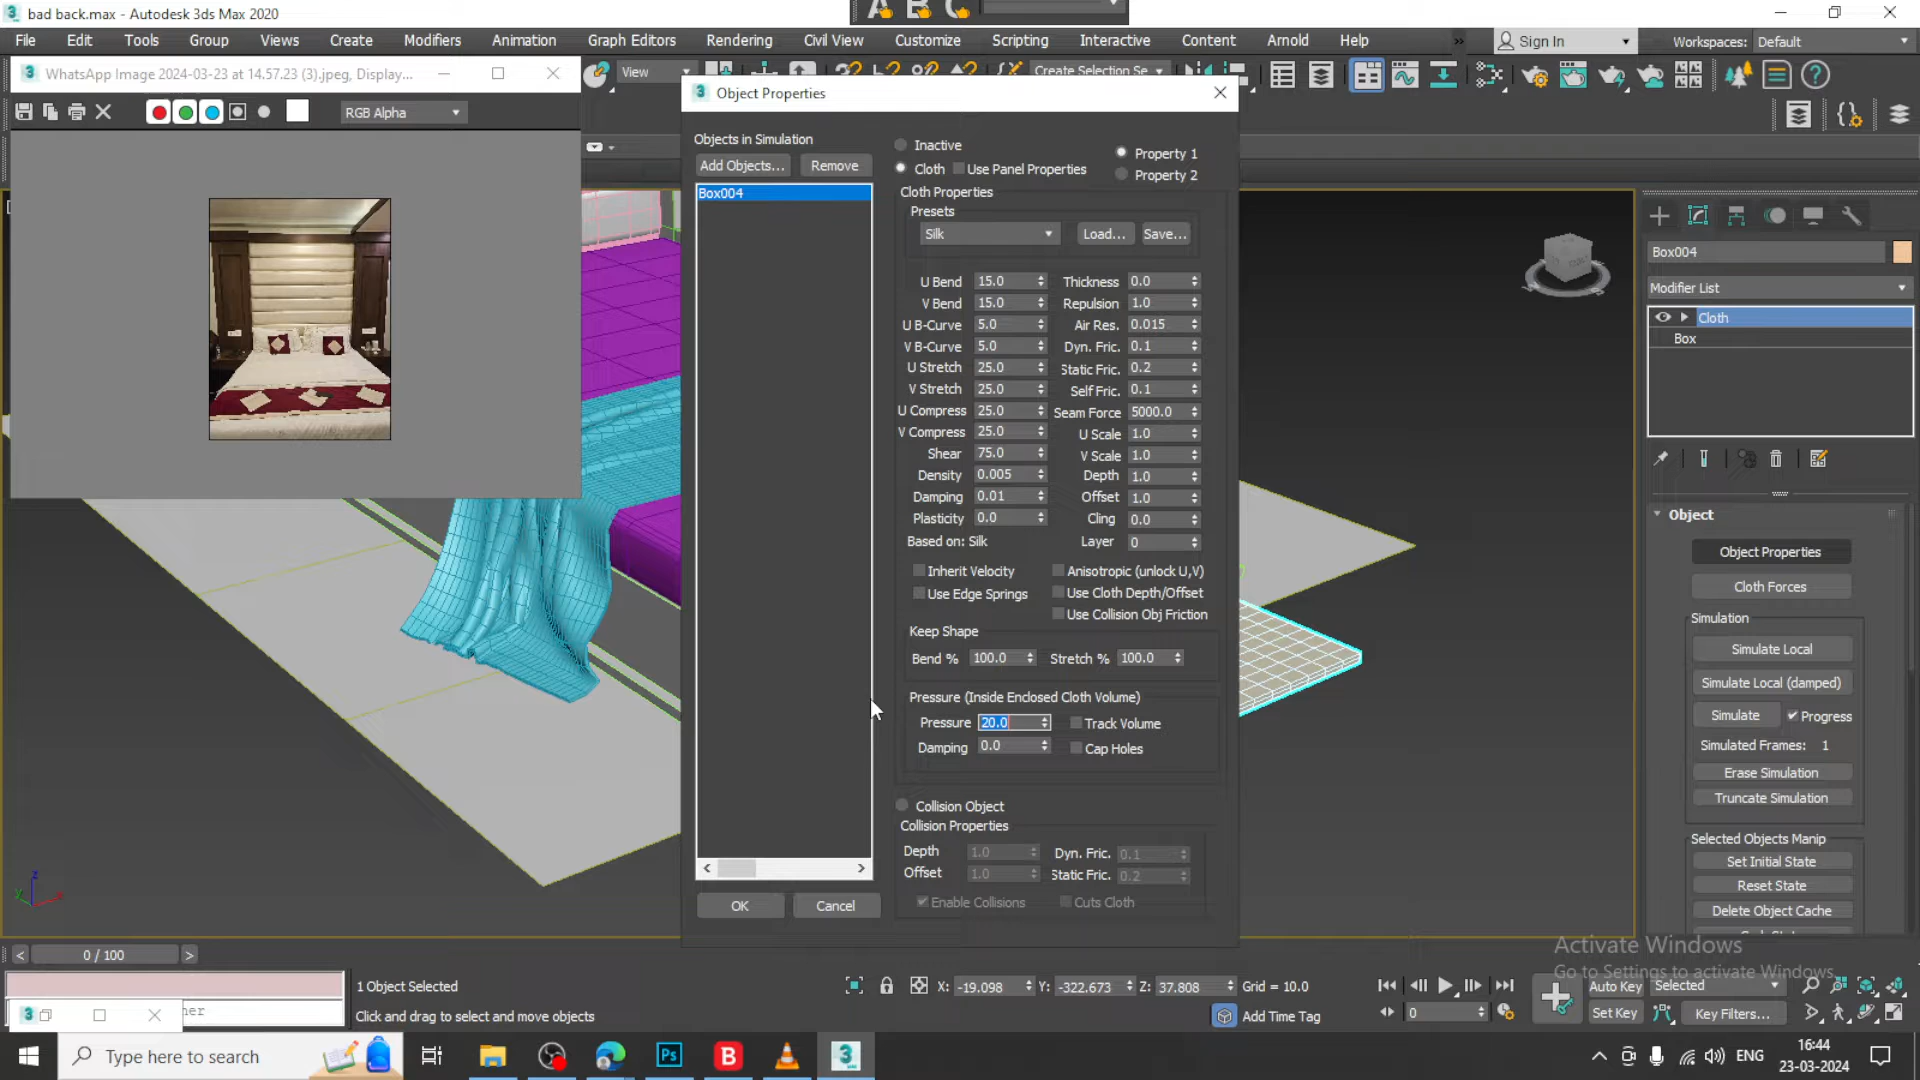 bad back.max - Autodesk 3ds Max 2020
File Edit Tools Group Views Create Modifiers Animation Graph Editors Rendering Civil View Customize Scripting Interactive Content Arnold Help
Sign In
Workspaces: Default
WhatsApp Image 2024-03-23 at 14.57.23 (3).jpeg, Display...
View
Create Selection Se
RGB Alpha
Object Properties
Objects in Simulation
Add Objects... Remove
Box004
Inactive
Cloth Use Panel Properties
Property 1
Property 2
Cloth Properties
Presets
Silk Load... Save...
U Bend 15.0 Thickness 0.0
V Bend 15.0 Repulsion 1.0
U B-Curve 5.0 Air Res. 0.015
V B-Curve 5.0 Dyn. Fric. 0.1
U Stretch 25.0 Static Fric. 0.2
V Stretch 25.0 Self Fric. 0.1
U Compress 25.0 Seam Force 5000.0
V Compress 25.0 U Scale 1.0
Shear 75.0 V Scale 1.0
Density 0.005 Depth 1.0
Damping 0.01 Offset 1.0
Plasticity 0.0 Cling 0.0
Based on: Silk Layer 0
Inherit Velocity Anisotropic (unlock U,V)
Use Edge Springs Use Cloth Depth/Offset
Use Collision Obj Friction
Keep Shape
Bend % 100.0 Stretch % 100.0
Pressure (Inside Enclosed Cloth Volume)
Pressure 20.0 Track Volume
Damping 0.0 Cap Holes
Collision Object
Collision Properties
Depth 1.0 Dyn. Fric. 0.1
Offset 1.0 Static Fric. 0.2
Enable Collisions Cuts Cloth
OK Cancel
Box004
Modifier List
Cloth
Box
Object
Object Properties
Cloth Forces
Simulation
Simulate Local
Simulate Local (damped)
Simulate Progress
Simulated Frames: 1
Erase Simulation
Truncate Simulation
Selected Objects Manip
Set Initial State
Reset State
Delete Object Cache
Activate Windows
Go to Settings to activate Windows.
0 / 100
1 Object Selected
Click and drag to select and move objects
X: -19.098 Y: -322.673 Z: 37.808 Grid = 10.0
Add Time Tag
0
Auto Key Selected
Set Key Key Filters...
Type here to search
ENG
16:44
23-03-2024